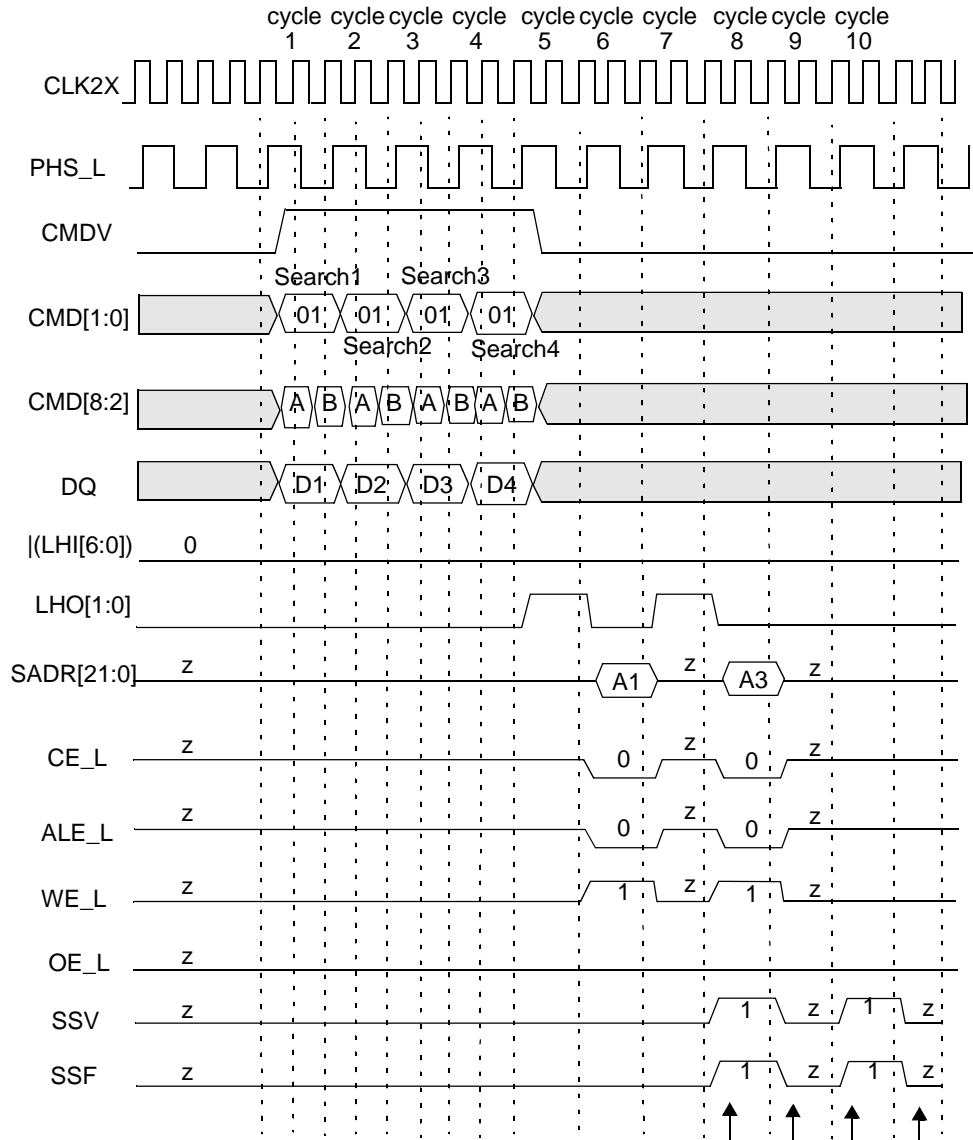 cycle cycle cycle cycle cycle cycle cycle cycle cycle cycle
1 2 3 4 5 6 7 8 9 10
CLK2X
PHS_L
CMDV
Search1 Search3
CMD[1:0] 01 01 01 01
Search2 Search4
CMD[8:2] A B A B A B A B
DQ D1 D2 D3 D4
|(LHI[6:0]) 0
LHO[1:0]
SADR[21:0] z A1 z A3 z
CE_L z 0 z 0 z
ALE_L z 0 z 0 z
WE_L z 1 z 1 z
OE_L z
SSV z 1 z 1 z
SSF z 1 z 1 z